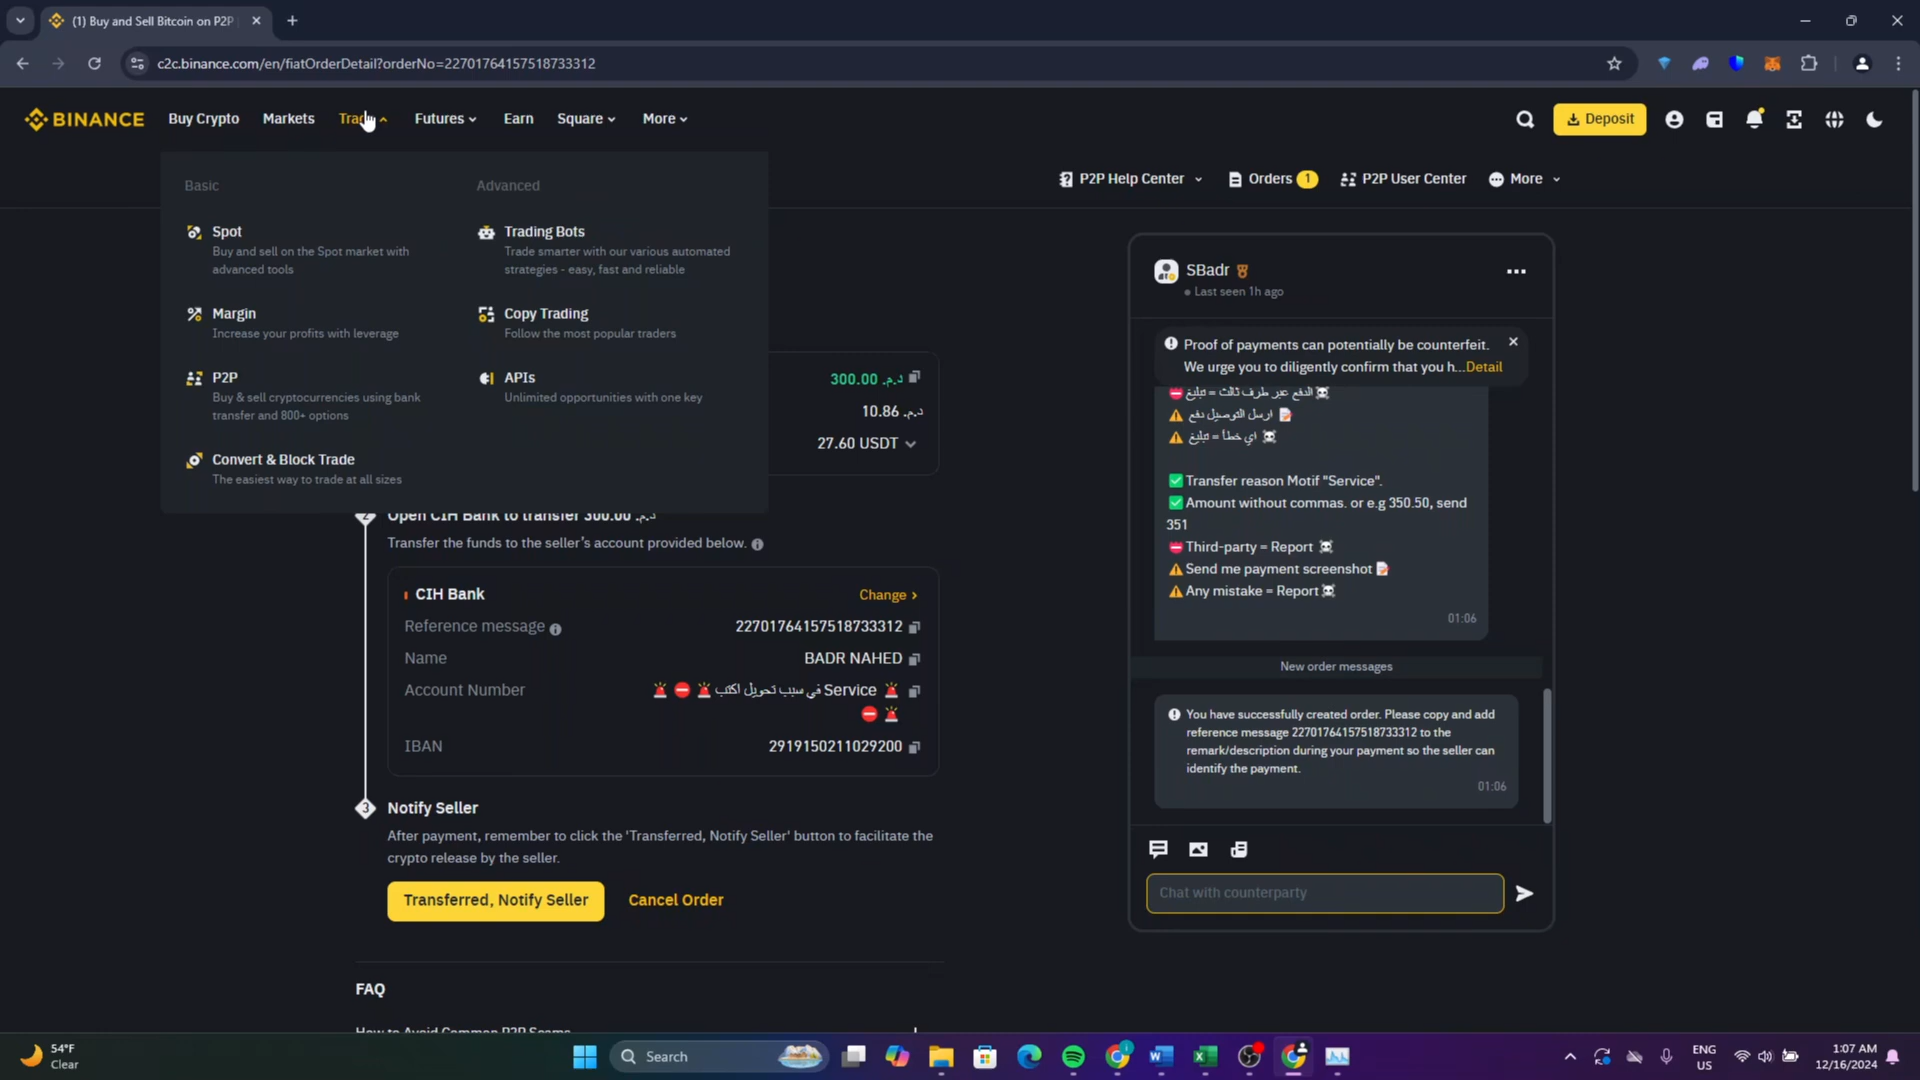 (1) Buy and Sell Bitcoin on P2P
c2c.binance.com/en/fiatOrderDetail?orderNo=22701764157518733312
BINANCE
Buy Crypto
Markets
Futures
Earn
Square
More
Deposit
P2P Help Center
Orders 1
P2P User Center
More
Basic
Advanced
Spot
Buy and sell on the Spot market with
advanced tools
Trading Bots
Trade smarter with our various automated
strategies - easy, fast and reliable
Margin
Increase your profits with leverage
Copy Trading
Follow the most popular traders
P2P
Buy & sell cryptocurrencies using bank
transfer and 800+ options
APIs
Unlimited opportunities with one key
Convert & Block Trade
The easiest way to trade at all sizes
300.00 د.م.
10.86 د.م.
27.60 USDT
2
Open CIH Bank to transfer 300.00 د.م.
Transfer the funds to the seller's account provided below.
CIH Bank
Change >
Reference message
22701764157518733312
Name
BADR NAHED
Account Number
🚨 Service في سبب تحويل اكتب 🚨 ⛔ 🚨
🚨 ⛔
IBAN
2919150211029200
3
Notify Seller
After payment, remember to click the 'Transferred, Notify Seller' button to facilitate the
crypto release by the seller.
Transferred, Notify Seller
Cancel Order
FAQ
How to Avoid Common P2P Scams
SBadr
Last seen 1h ago
Proof of payments can potentially be counterfeit.
We urge you to diligently confirm that you h...Detail
الدفع عبر طرف ثالث = تبليغ
ارسل التوصيل دفع
اي خطأ = تبليغ
✅Transfer reason Motif "Service".
✅Amount without commas. or e.g 350.50, send
351
⛔Third-party = Report ☠
⚠Send me payment screenshot 📝
⚠Any mistake = Report☠
01:06
New order messages
You have successfully created order. Please copy and add
reference message 22701764157518733312 to the
remark/description during your payment so the seller can
identify the payment.
01:06
Chat with counterparty
54°F
Clear
Search
ENG
US
1:07 AM
12/16/2024